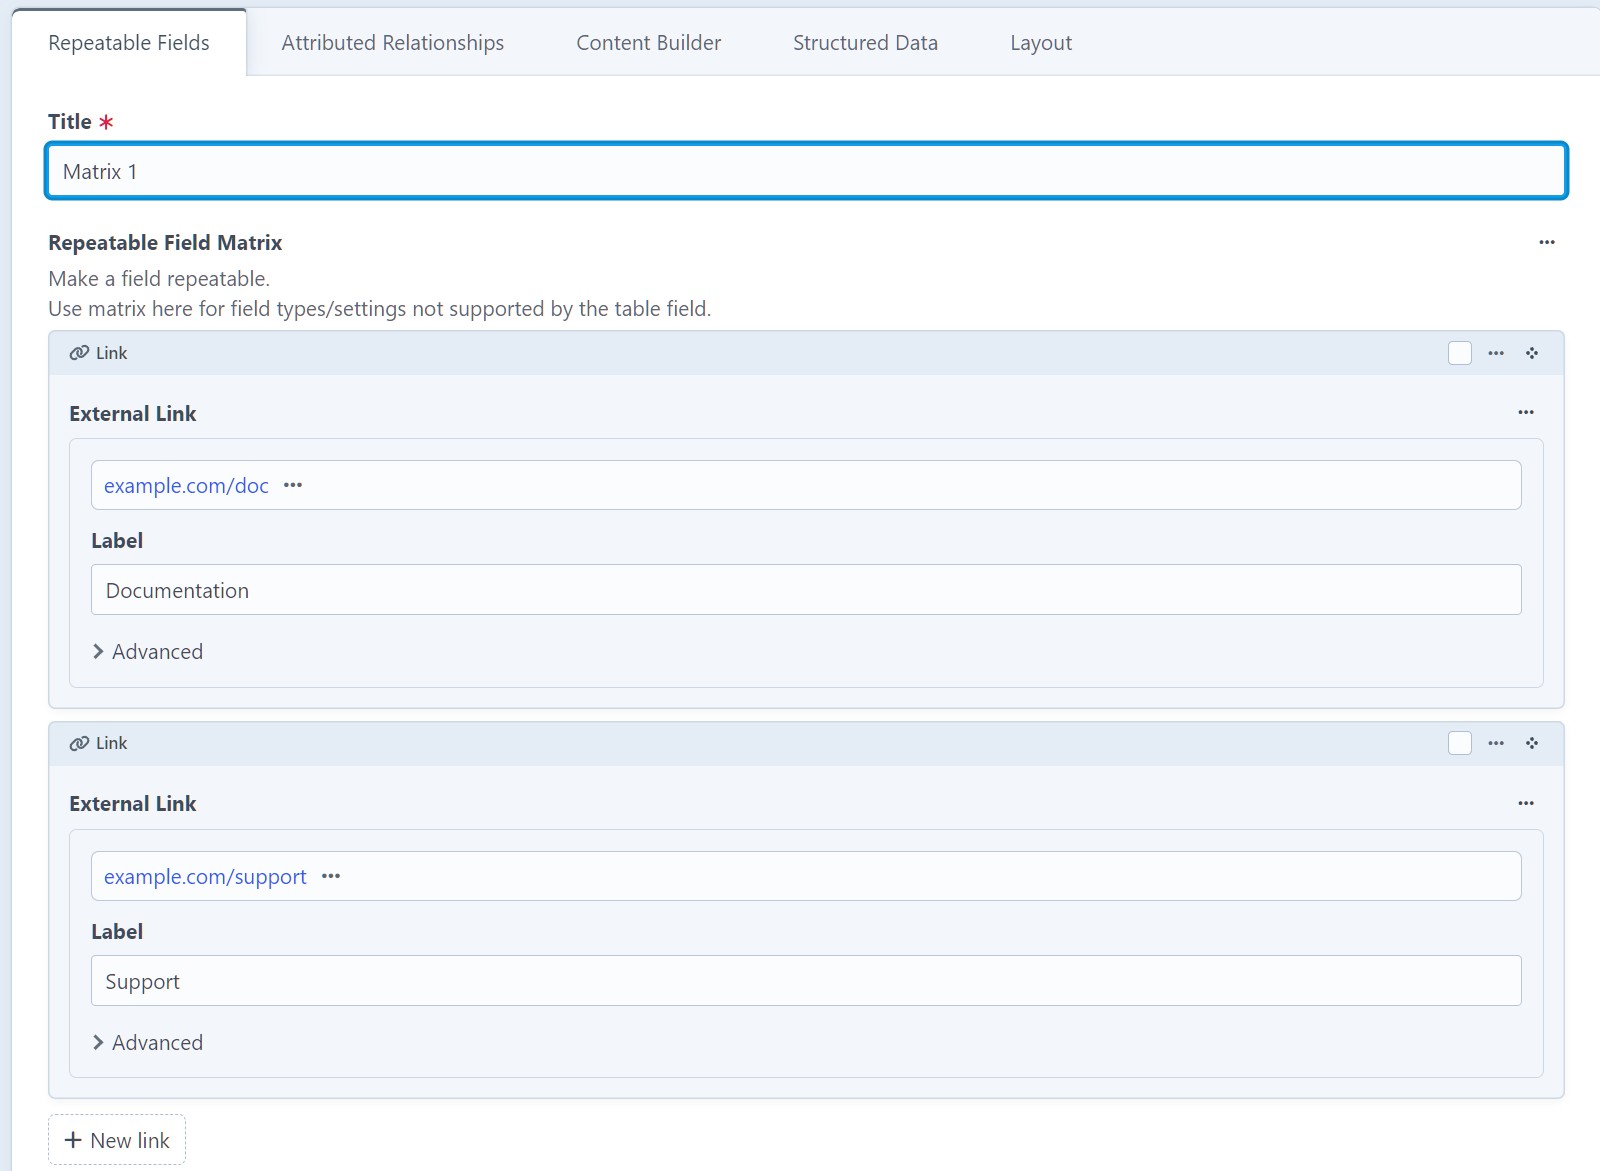 Repeatable Fields Attributed Relationships Content Builder Structured Data Layout
Title *
Matrix 1
Repeatable Field Matrix
Make a field repeatable.
Use matrix here for field types/settings not supported by the table field.
Link
External Link
example.com/doc
Label
Documentation
Advanced
Link
External Link
example.com/support
Label
Support
Advanced
+ New link